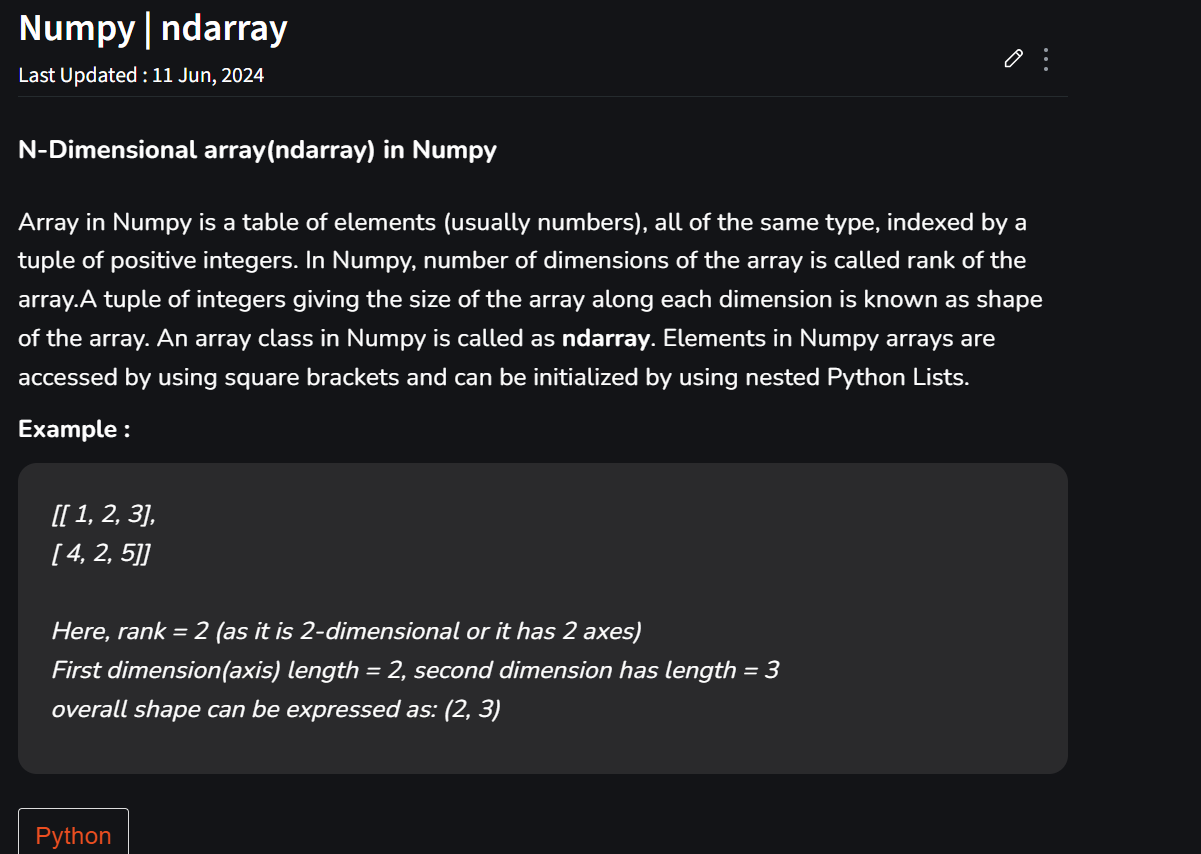 Numpy | ndarray
Last Updated : 11 Jun, 2024
N-Dimensional array(ndarray) in Numpy
Array in Numpy is a table of elements (usually numbers), all of the same type, indexed by a
tuple of positive integers. In Numpy, number of dimensions of the array is called rank of the
array.A tuple of integers giving the size of the array along each dimension is known as shape
of the array. An array class in Numpy is called as ndarray. Elements in Numpy arrays are
accessed by using square brackets and can be initialized by using nested Python Lists.
Example :
[[ 1, 2, 3],
[ 4, 2, 5]]
Here, rank = 2 (as it is 2-dimensional or it has 2 axes)
First dimension(axis) length = 2, second dimension has length = 3
overall shape can be expressed as: (2, 3)
Python